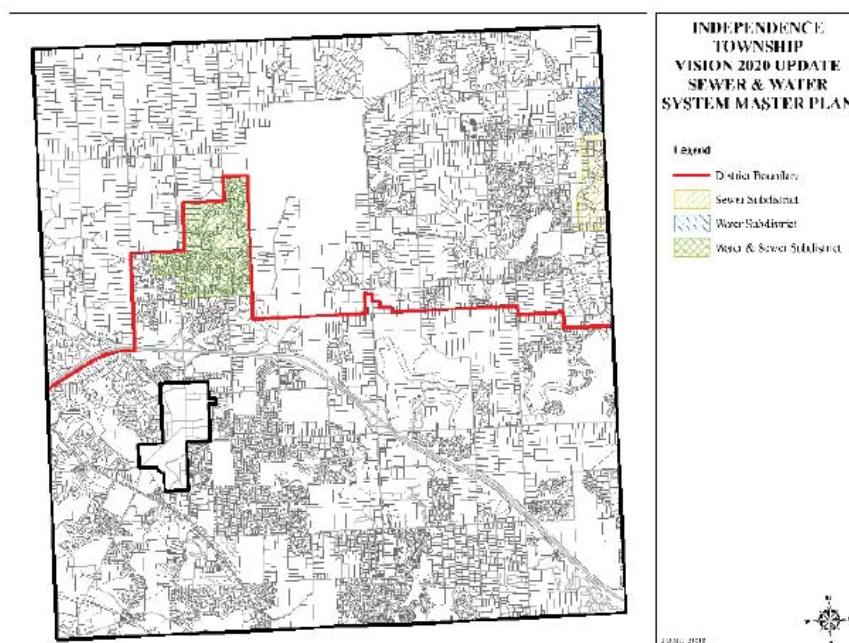 INDEPENDENCE
TOWNSHIP
VISION 2020 UPDATE
SEWER & WATER
SYSTEM MASTER PLAN
Legend
District Boundary
Sewer Subdistrict
Water Subdistrict
Water & Sewer Subdistrict